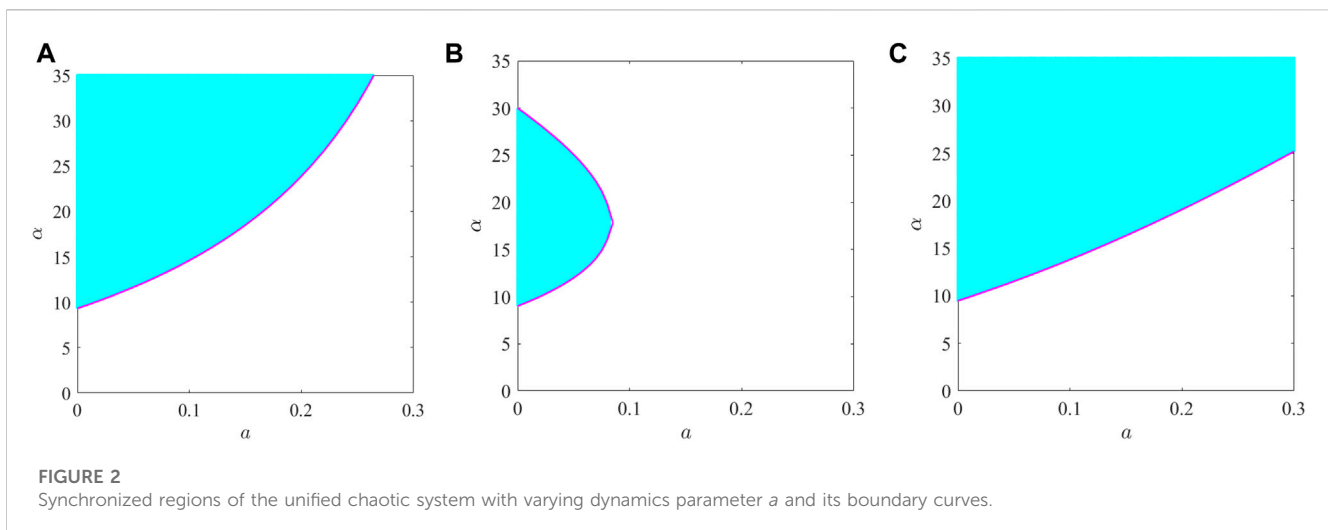 A
35
30
25
20
15
10
5
0
α
0 0.1 0.2 0.3
a
B
35
30
25
20
15
10
5
0
α
0 0.1 0.2 0.3
a
C
35
30
25
20
15
10
5
0
α
0 0.1 0.2 0.3
a
FIGURE 2
Synchronized regions of the unified chaotic system with varying dynamics parameter a and its boundary curves.